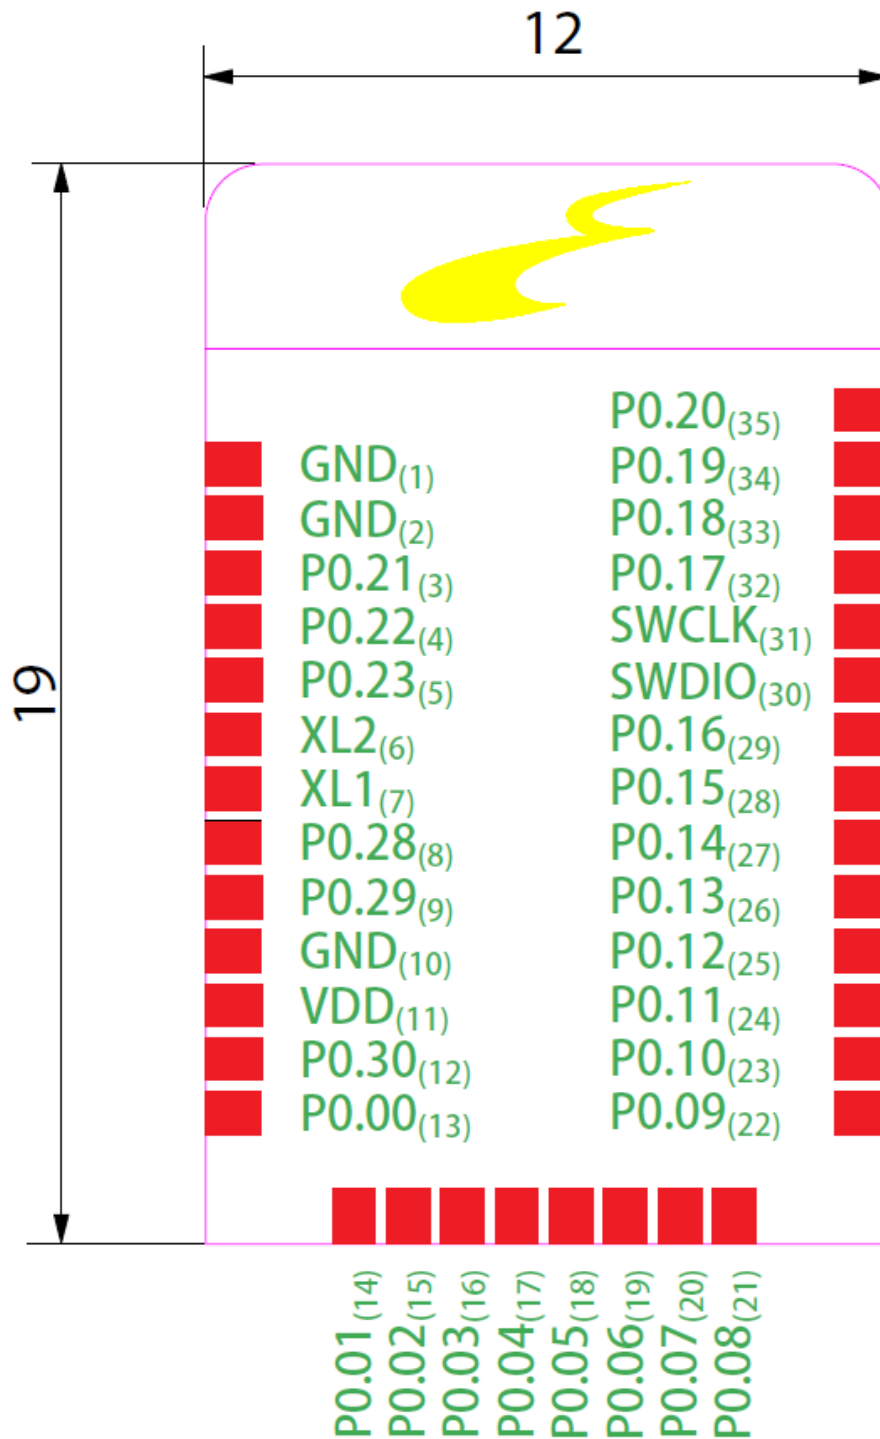 12
19
P0.20(35)
GND(1) P0.19(34)
GND(2) P0.18(33)
P0.21(3) P0.17(32)
P0.22(4) SWCLK(31)
P0.23(5) SWDIO(30)
XL2(6) P0.16(29)
XL1(7) P0.15(28)
P0.28(8) P0.14(27)
P0.29(9) P0.13(26)
GND(10) P0.12(25)
VDD(11) P0.11(24)
P0.30(12) P0.10(23)
P0.00(13) P0.09(22)
P0.01(14)
P0.02(15)
P0.03(16)
P0.04(17)
P0.05(18)
P0.06(19)
P0.07(20)
P0.08(21)